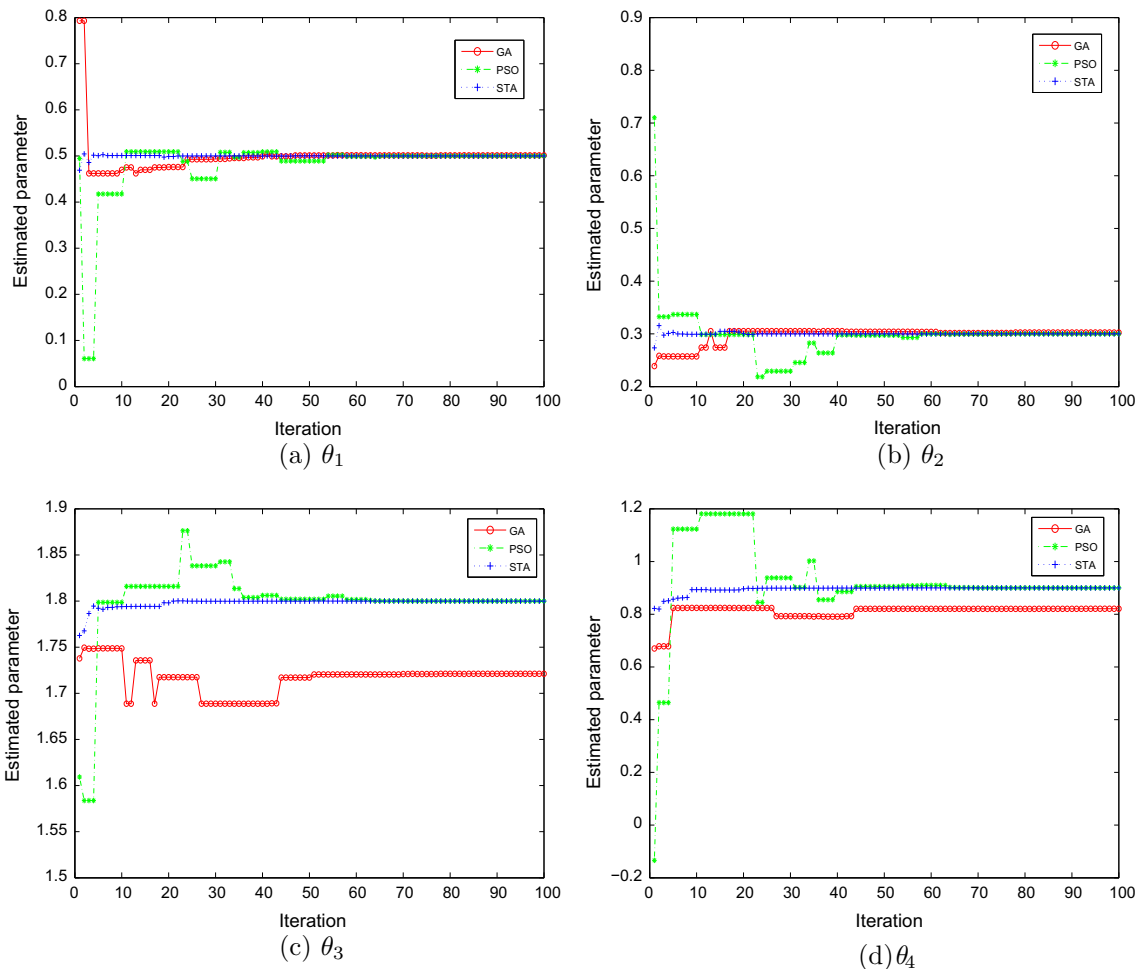 0.8
0.7
0.6
0.5
0.4
0.3
0.2
0.1
0
Estimated parameter
GA
PSO
STA
0 10 20 30 40 50 60 70 80 90 100
Iteration
(a) θ1
0.9
0.8
0.7
0.6
0.5
0.4
0.3
0.2
Estimated parameter
GA
PSO
STA
0 10 20 30 40 50 60 70 80 90 100
Iteration
(b) θ2
1.9
1.85
1.8
1.75
1.7
1.65
1.6
1.55
1.5
Estimated parameter
GA
PSO
STA
0 10 20 30 40 50 60 70 80 90 100
Iteration
(c) θ3
1.2
1
0.8
0.6
0.4
0.2
0
−0.2
Estimated parameter
GA
PSO
STA
0 10 20 30 40 50 60 70 80 90 100
Iteration
(d)θ4